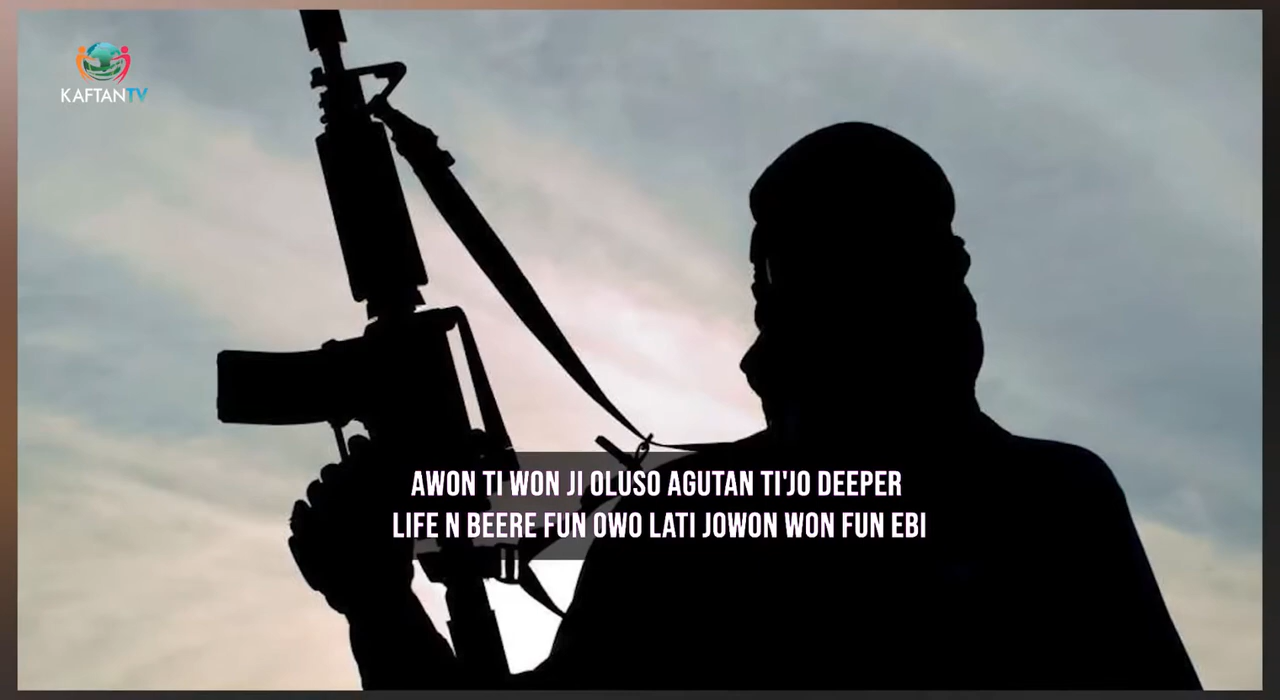 KAFTANTV
AWON TI WON JI OLUSO AGUTAN TI'JO DEEPER
LIFE N BEERE FUN OWO LATI JOWON WON FUN EBI